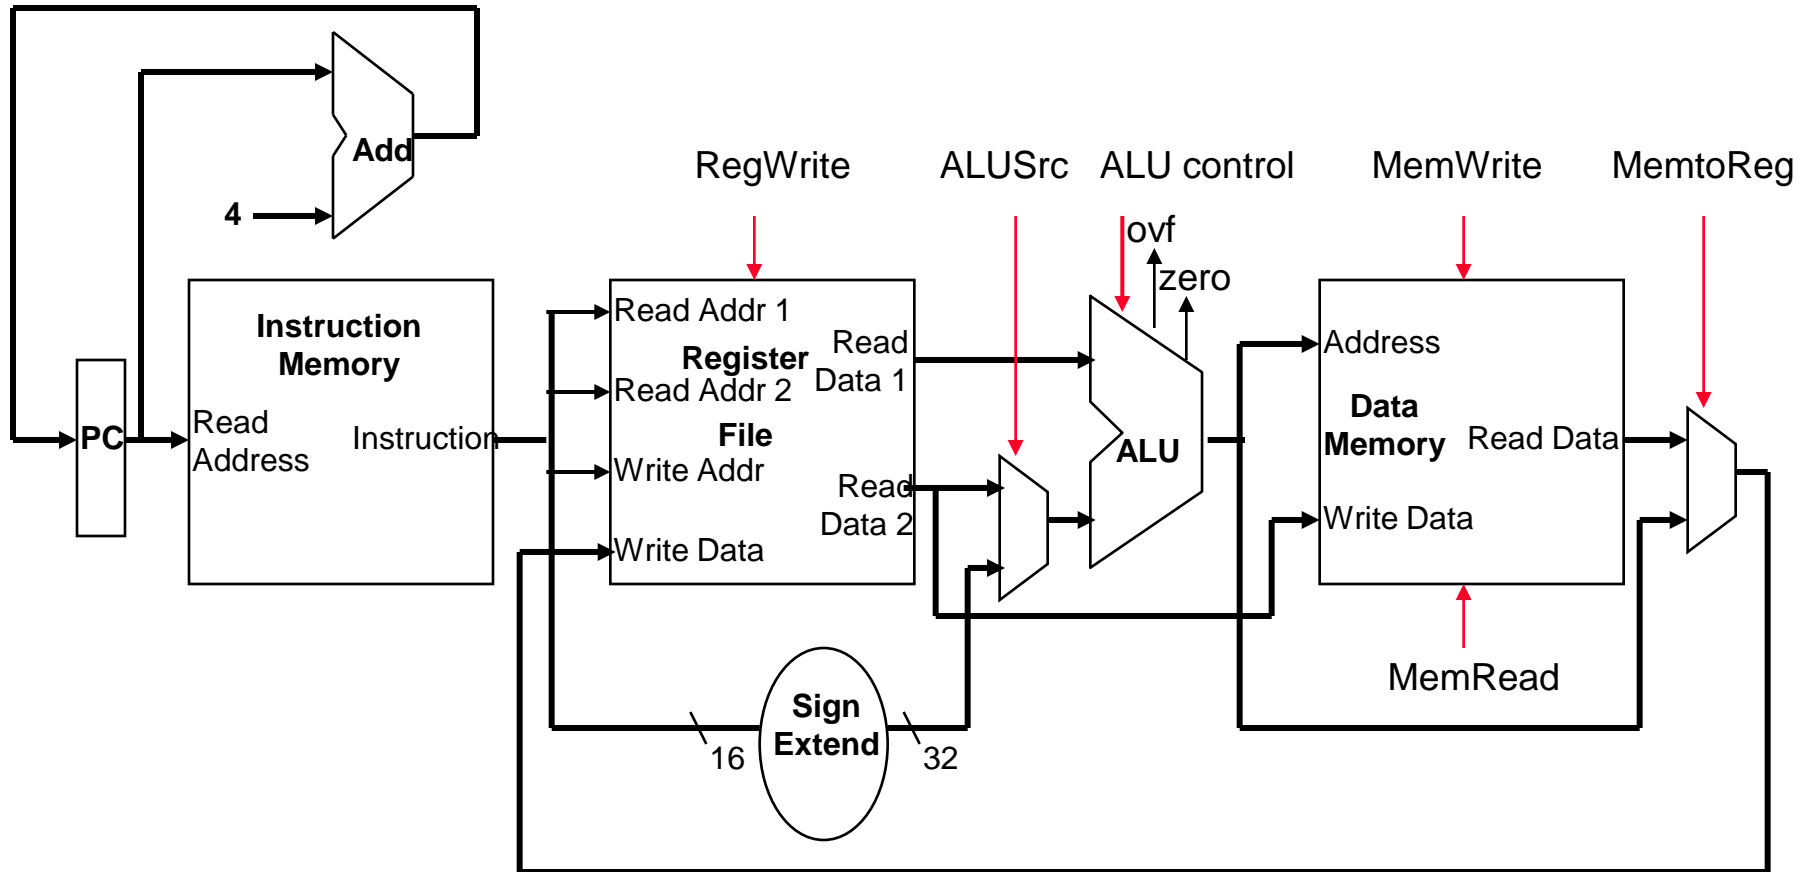 Add
4
RegWrite
ALUSrc
ALU control
MemWrite
MemtoReg
ovf
zero
Instruction
Memory
Read
Address
Instruction
PC
Read Addr 1
Register
Read Addr 2
File
Write Addr
Write Data
Read
Data 1
Read
Data 2
ALU
Address
Data
Memory
Read Data
Write Data
MemRead
Sign
Extend
16
32